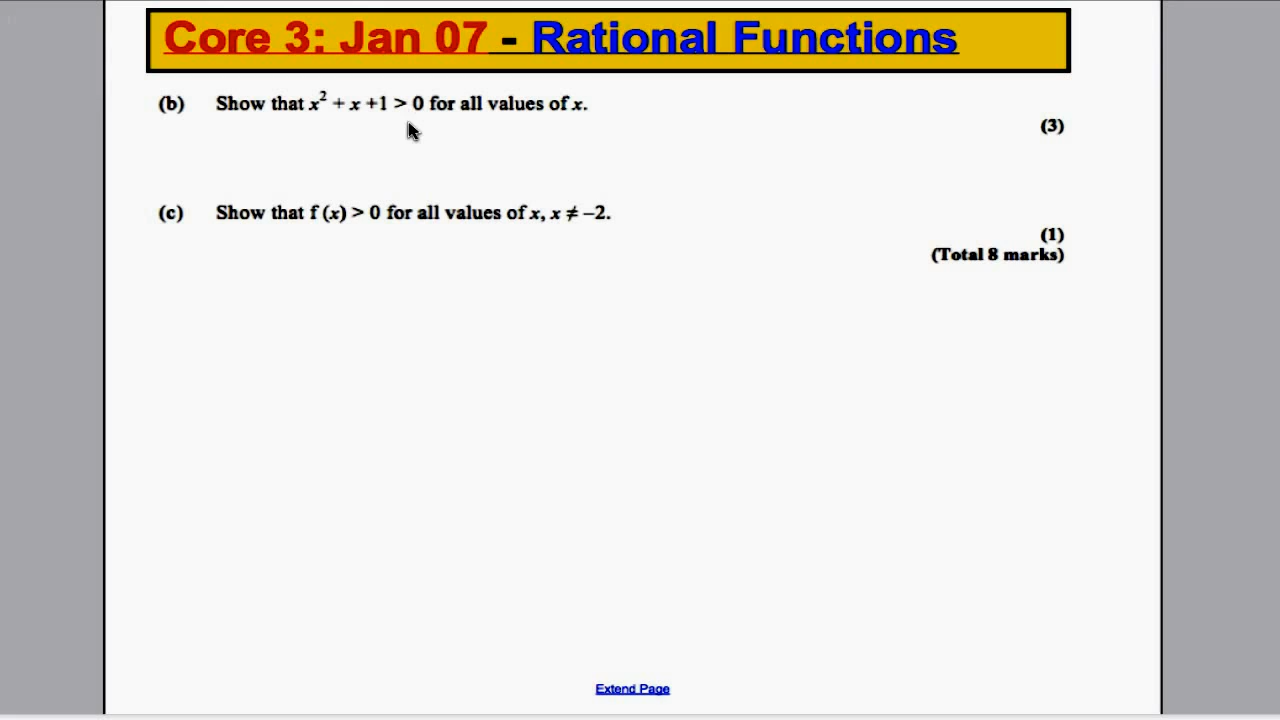 Core 3: Jan 07 - Rational Functions
(b) Show that x² + x +1 > 0 for all values of x.
(3)
(c) Show that f (x) > 0 for all values of x, x ≠ –2.
(1)
(Total 8 marks)
Extend Page